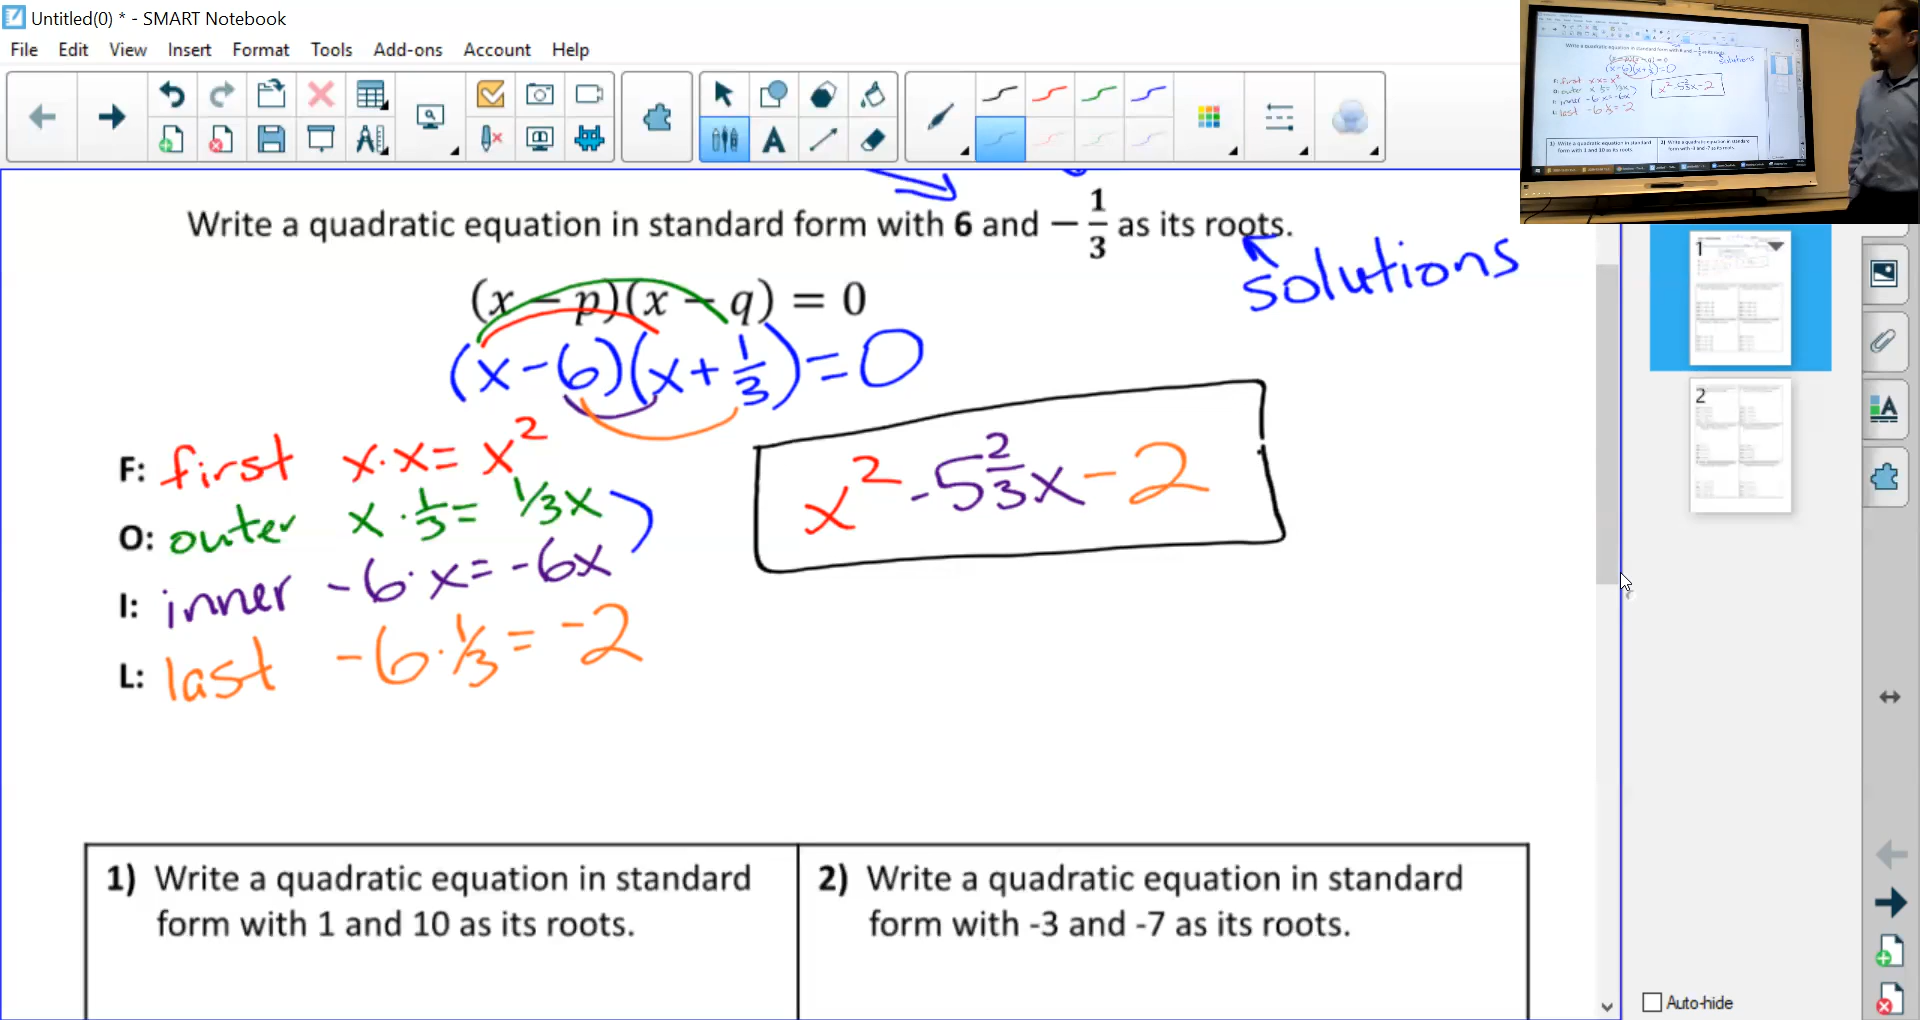 Untitled(0) * - SMART Notebook
File Edit View Insert Format Tools Add-ons Account Help
Write a quadratic equation in standard form with 6 and − 1/3 as its roots.
solutions
(x − p)(x − q) = 0
(x - 6)(x + 1/3) = 0
F: first x·x = x²
O: outer x · 1/3 = 1/3x
I: inner -6·x = -6x
L: last -6·1/3 = -2
x² - 5 2/3 x - 2
1) Write a quadratic equation in standard
form with 1 and 10 as its roots.
2) Write a quadratic equation in standard
form with -3 and -7 as its roots.
1
2
Auto-hide